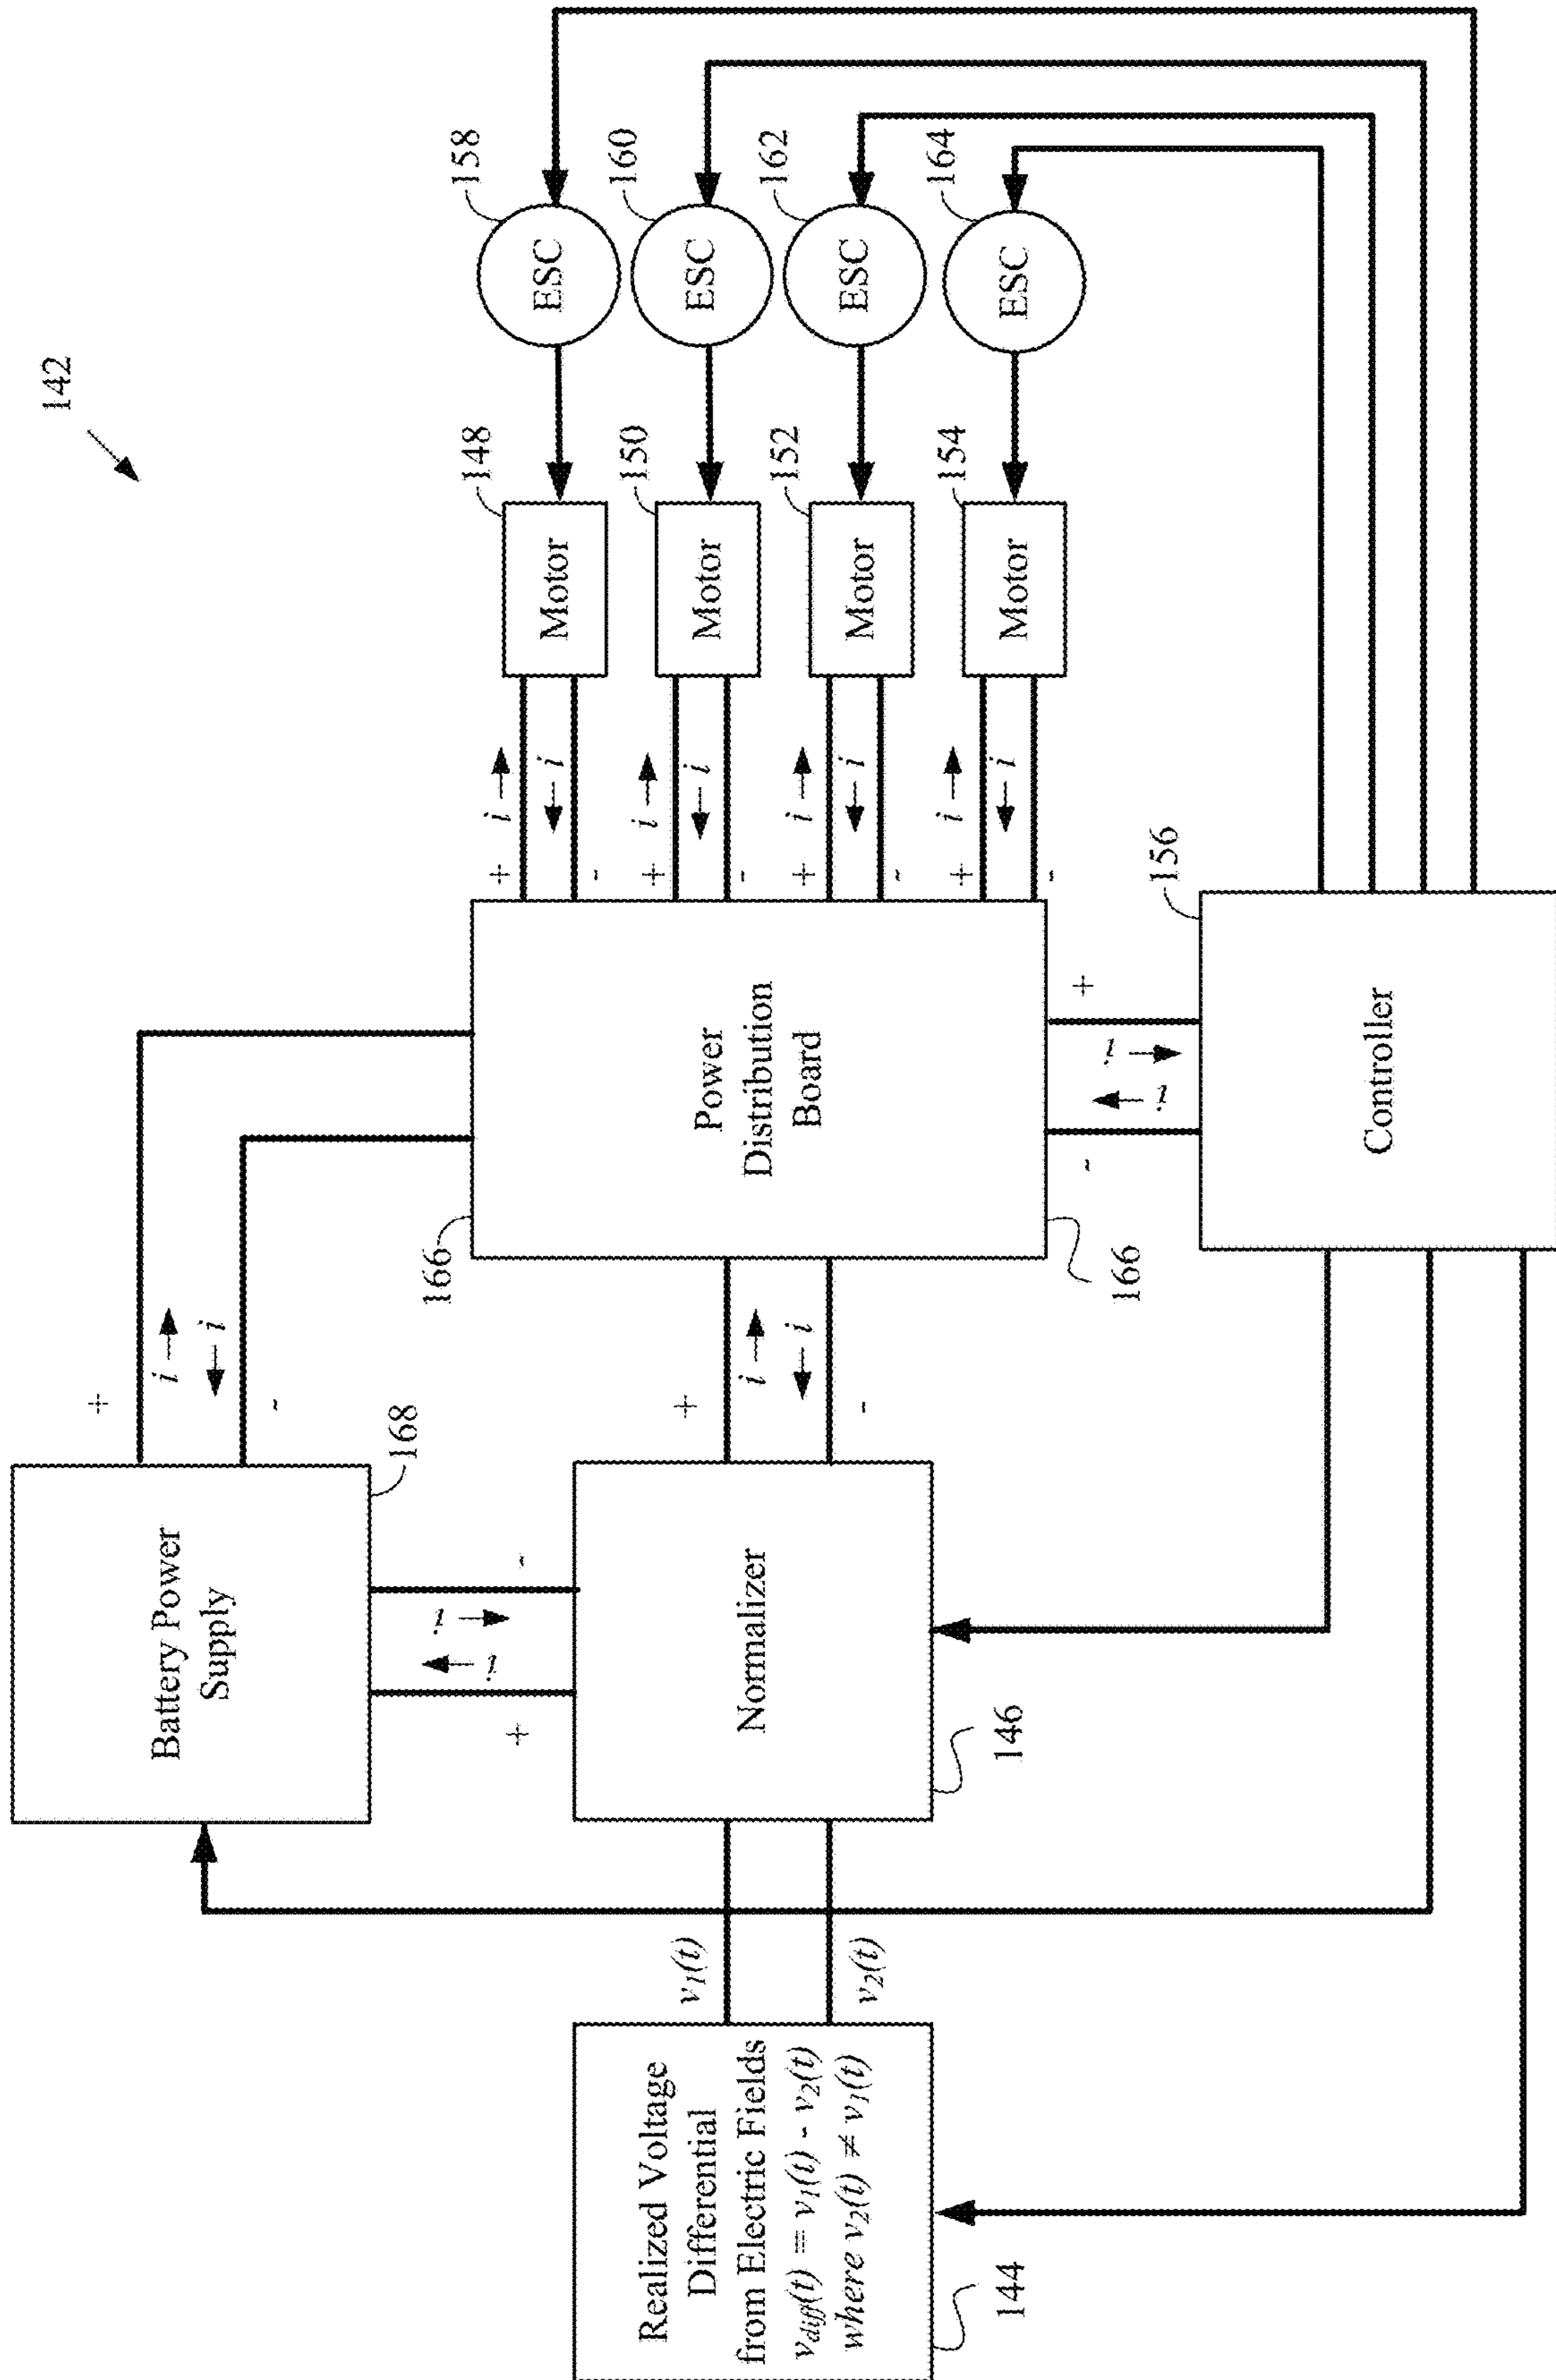 142
Battery Power
Supply
168
+
i
i
-
+
i
i
-
Realized Voltage
Differential
from Electric Fields
v_diff(t) = v₁(t) - v₂(t)
where v₂(t) ≠ v₁(t)
144
v₁(t)
v₂(t)
Normalizer
146
+
i
i
-
166
Power
Distribution
Board
166
+
i
i
-
148
Motor
158
ESC
+
i
i
-
150
Motor
160
ESC
+
i
i
-
152
Motor
162
ESC
+
i
i
-
154
Motor
164
ESC
-
i
i
+
156
Controller